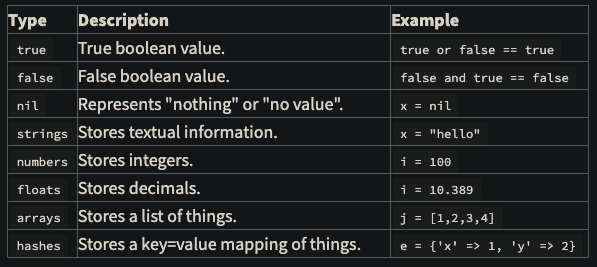 Type Description Example
true True boolean value. true or false == true
false False boolean value. false and true == false
nil Represents "nothing" or "no value". x = nil
strings Stores textual information. x = "hello"
numbers Stores integers. i = 100
floats Stores decimals. i = 10.389
arrays Stores a list of things. j = [1,2,3,4]
hashes Stores a key=value mapping of things. e = {'x' => 1, 'y' => 2}